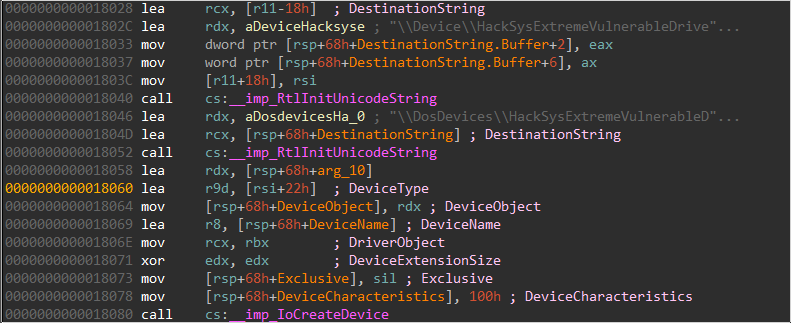 0000000000018028 lea rcx, [r11-18h] ; DestinationString
000000000001802C lea rdx, aDeviceHacksyse ; "\\Device\\HackSysExtremeVulnerableDrive"...
0000000000018033 mov dword ptr [rsp+68h+DestinationString.Buffer+2], eax
0000000000018037 mov word ptr [rsp+68h+DestinationString.Buffer+6], ax
000000000001803C mov [r11+18h], rsi
0000000000018040 call cs:__imp_RtlInitUnicodeString
0000000000018046 lea rdx, aDosdevicesHa_0 ; "\\DosDevices\\HackSysExtremeVulnerableD"...
000000000001804D lea rcx, [rsp+68h+DestinationString] ; DestinationString
0000000000018052 call cs:__imp_RtlInitUnicodeString
0000000000018058 lea rdx, [rsp+68h+arg_10]
0000000000018060 lea r9d, [rsi+22h] ; DeviceType
0000000000018064 mov [rsp+68h+DeviceObject], rdx ; DeviceObject
0000000000018069 lea r8, [rsp+68h+DeviceName] ; DeviceName
000000000001806E mov rcx, rbx ; DriverObject
0000000000018071 xor edx, edx ; DeviceExtensionSize
0000000000018073 mov [rsp+68h+Exclusive], sil ; Exclusive
0000000000018078 mov [rsp+68h+DeviceCharacteristics], 100h ; DeviceCharacteristics
0000000000018080 call cs:__imp_IoCreateDevice